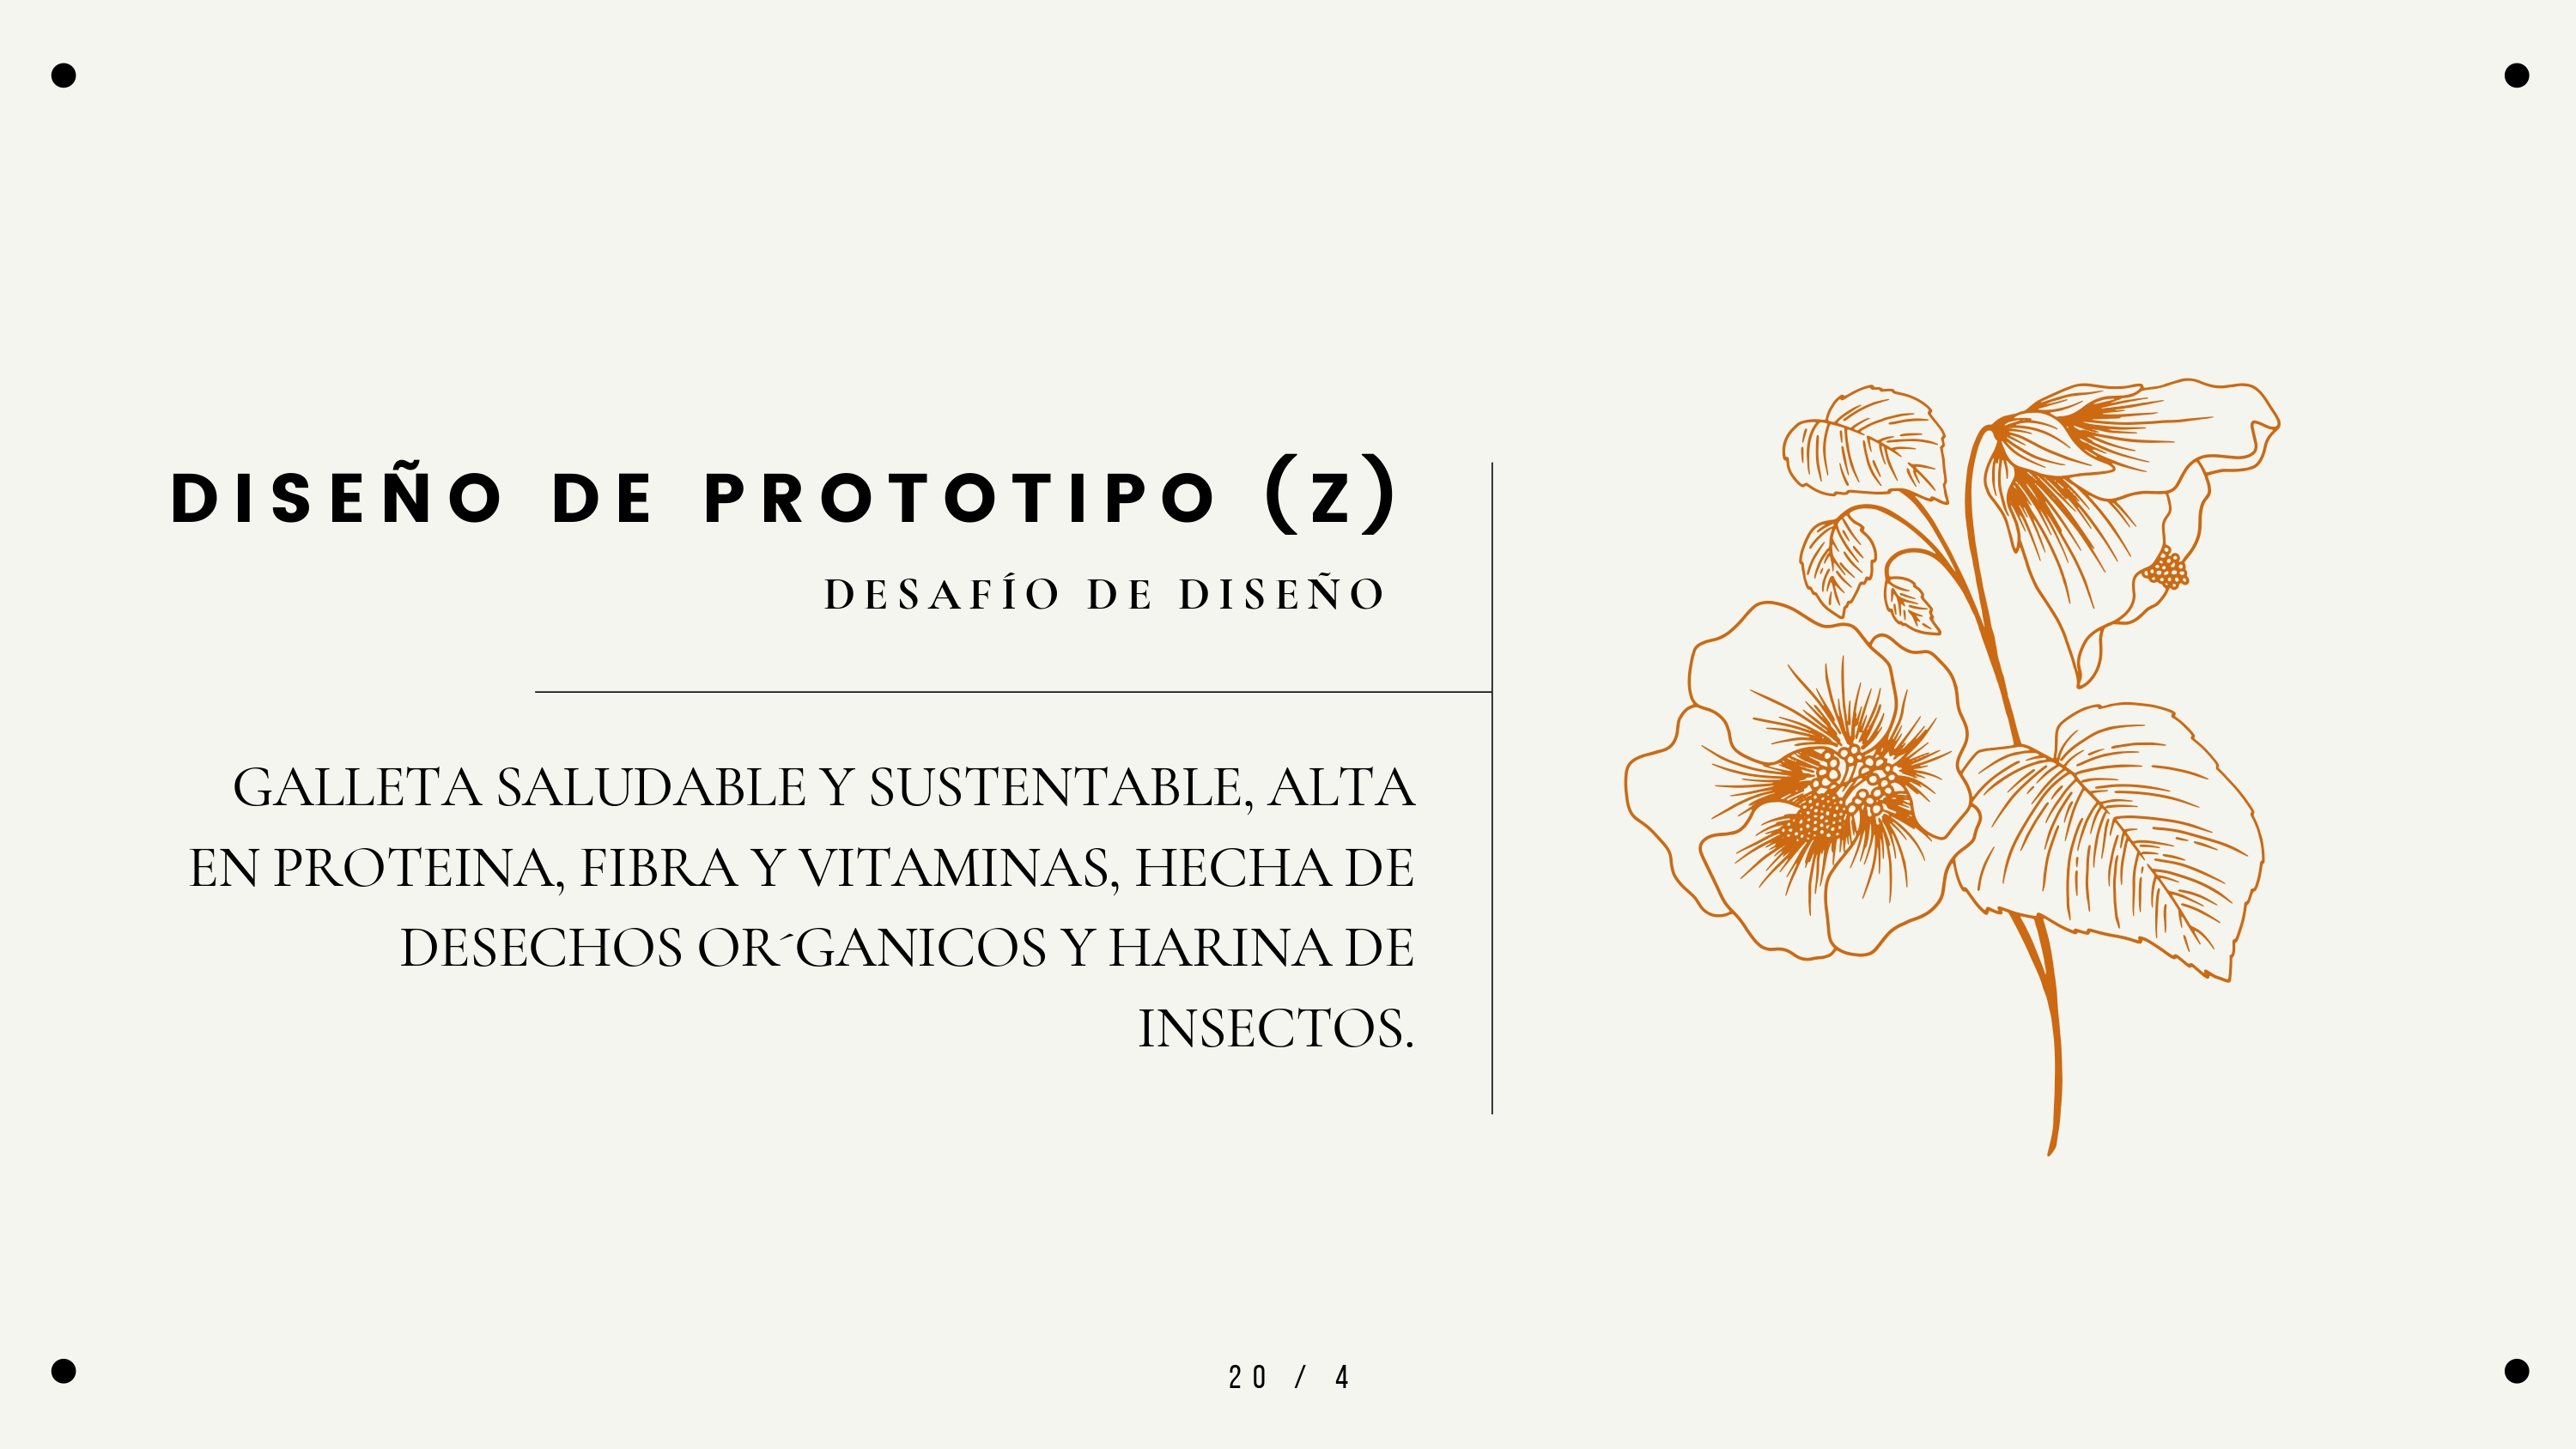 DISEÑO DE PROTOTIPO (Z)
DESAFÍO DE DISEÑO
GALLETA SALUDABLE Y SUSTENTABLE, ALTA
EN PROTEINA, FIBRA Y VITAMINAS, HECHA DE
DESECHOS OR´GANICOS Y HARINA DE
INSECTOS.
20 / 4